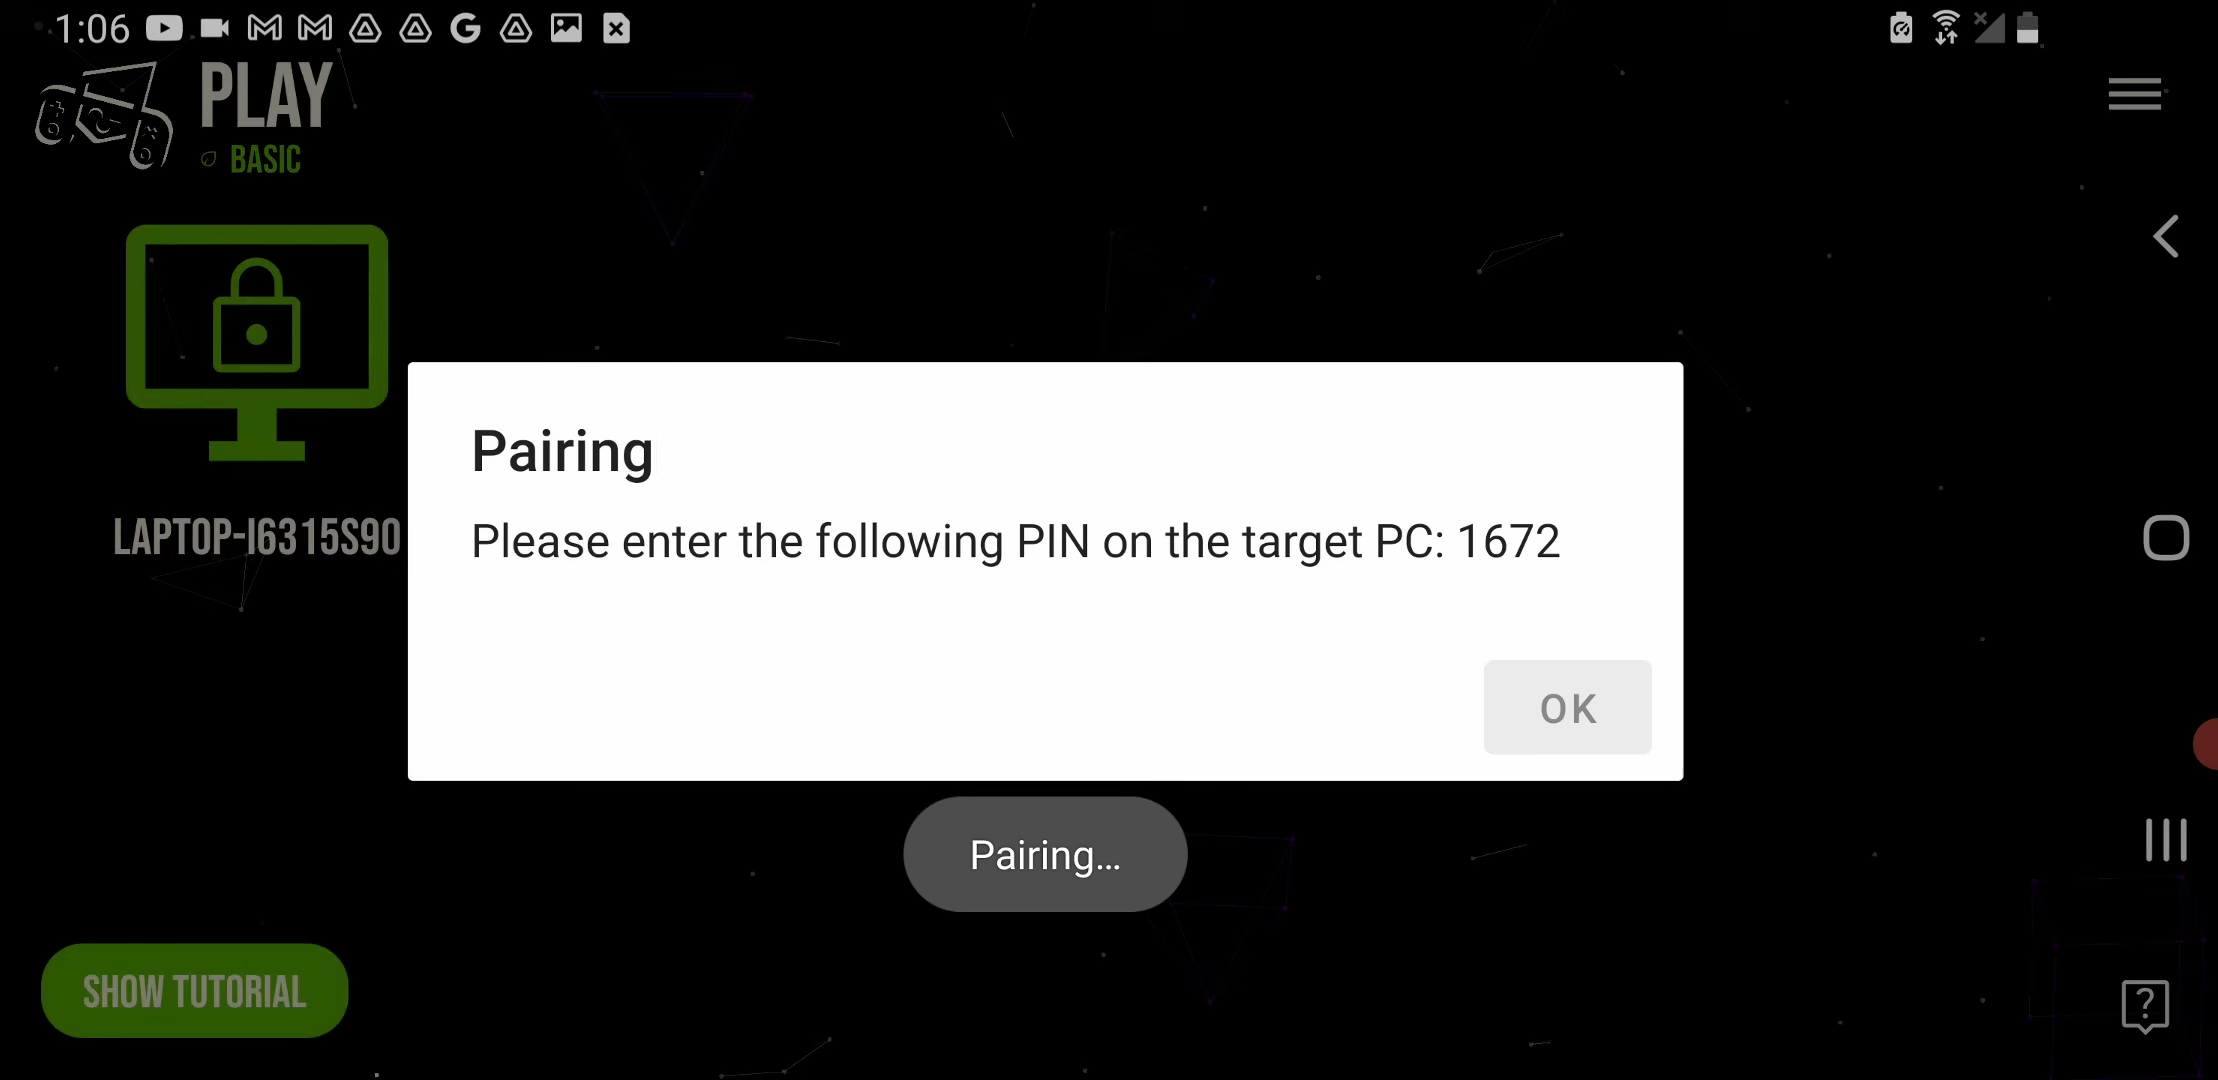 1:06
PLAY
BASIC
LAPTOP-I6315S90
Pairing
Please enter the following PIN on the target PC: 1672
OK
Pairing...
SHOW TUTORIAL